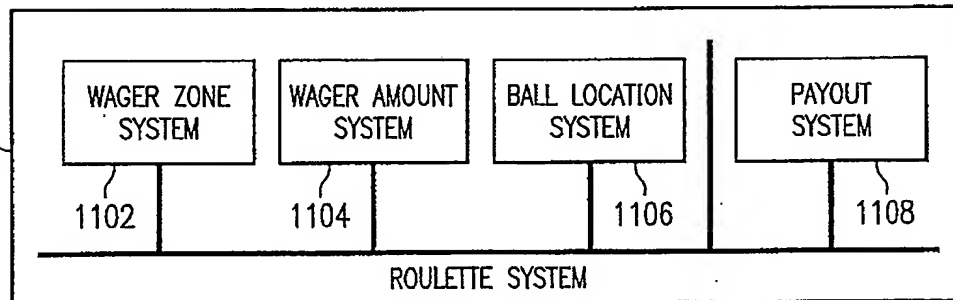 WAGER ZONE
SYSTEM
WAGER AMOUNT
SYSTEM
BALL LOCATION
SYSTEM
PAYOUT
SYSTEM
1102
1104
1106
1108
ROULETTE SYSTEM